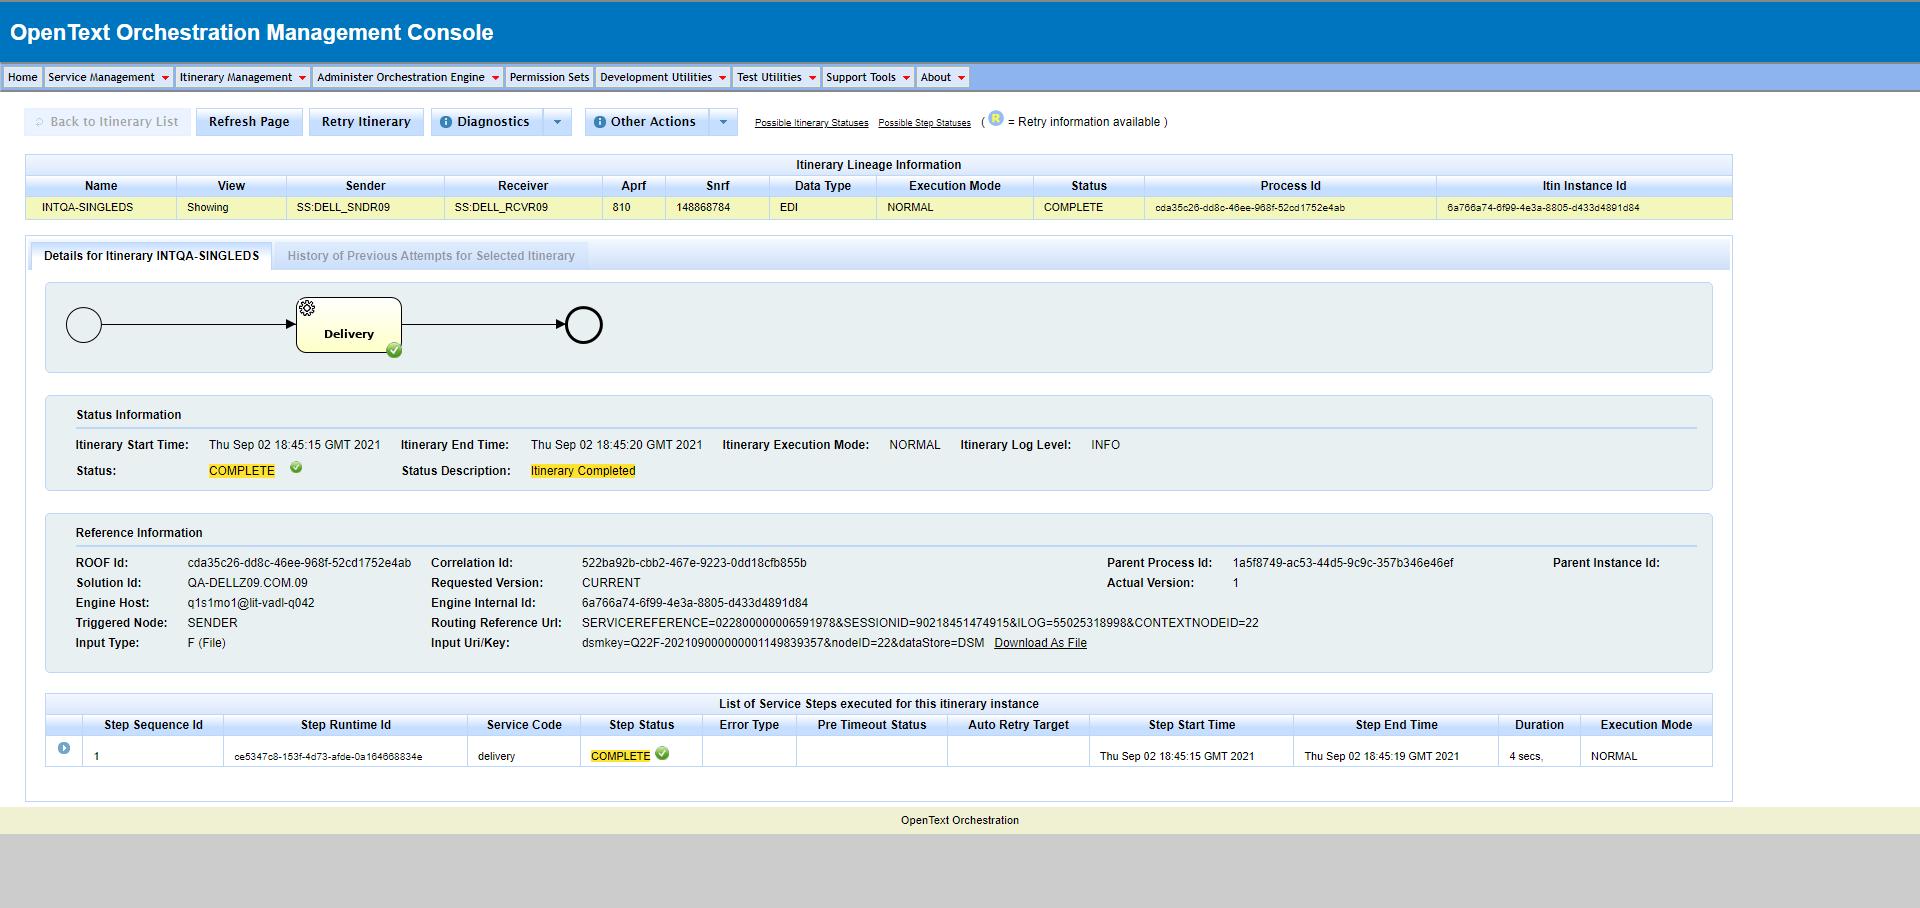 OpenText Orchestration Management Console
Home Service Management Itinerary Management Administer Orchestration Engine Permission Sets Development Utilities Test Utilities Support Tools About
Back to Itinerary List Refresh Page Retry Itinerary Diagnostics Other Actions Possible Itinerary Statuses Possible Step Statuses ( R = Retry information available )
Itinerary Lineage Information
Name View Sender Receiver Aprf Snrf Data Type Execution Mode Status Process Id Itin Instance Id
INTQA-SINGLEDS Showing SS:DELL_SNDR09 SS:DELL_RCVR09 810 148868784 EDI NORMAL COMPLETE cda35c26-dd8c-46ee-968f-52cd1752e4ab 6a766a74-6f99-4e3a-8805-d433d4891d84
Details for Itinerary INTQA-SINGLEDS History of Previous Attempts for Selected Itinerary
Delivery
Status Information
Itinerary Start Time: Thu Sep 02 18:45:15 GMT 2021 Itinerary End Time: Thu Sep 02 18:45:20 GMT 2021 Itinerary Execution Mode: NORMAL Itinerary Log Level: INFO
Status: COMPLETE Status Description: Itinerary Completed
Reference Information
ROOF Id: cda35c26-dd8c-46ee-968f-52cd1752e4ab Correlation Id: 522ba92b-cbb2-467e-9223-0dd18cfb855b Parent Process Id: 1a5f8749-ac53-44d5-9c9c-357b346e46ef Parent Instance Id:
Solution Id: QA-DELLZ09.COM.09 Requested Version: CURRENT Actual Version: 1
Engine Host: q1s1mo1@lit-vadl-q042 Engine Internal Id: 6a766a74-6f99-4e3a-8805-d433d4891d84
Triggered Node: SENDER Routing Reference Url: SERVICEREFERENCE=022800000006591978&SESSIONID=90218451474915&ILOG=55025318998&CONTEXTNODEID=22
Input Type: F (File) Input Uri/Key: dsmkey=Q22F-202109000000001149839357&nodeID=22&dataStore=DSM Download As File
List of Service Steps executed for this itinerary instance
Step Sequence Id Step Runtime Id Service Code Step Status Error Type Pre Timeout Status Auto Retry Target Step Start Time Step End Time Duration Execution Mode
1 ce5347c8-153f-4d73-afde-0a164668834e delivery COMPLETE Thu Sep 02 18:45:15 GMT 2021 Thu Sep 02 18:45:19 GMT 2021 4 secs, NORMAL
OpenText Orchestration